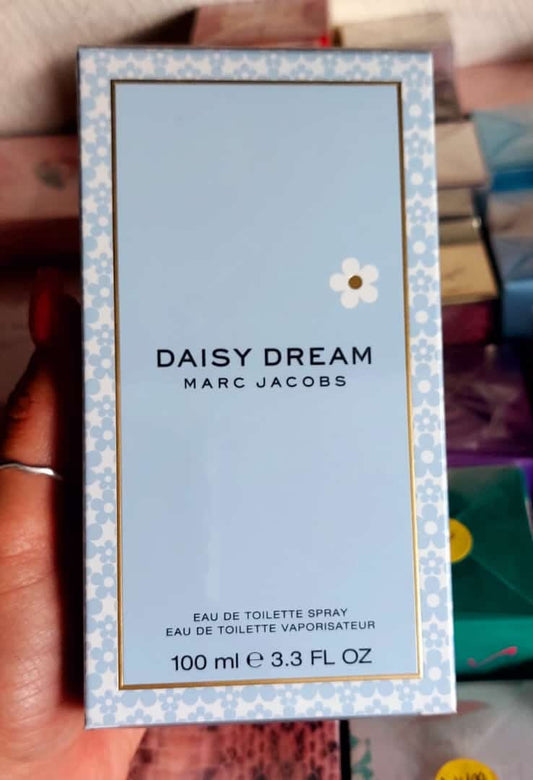 DAISY DREAM
MARC JACOBS
EAU DE TOILETTE SPRAY
EAU DE TOILETTE VAPORISATEUR
100 ml ℮ 3.3 FL OZ